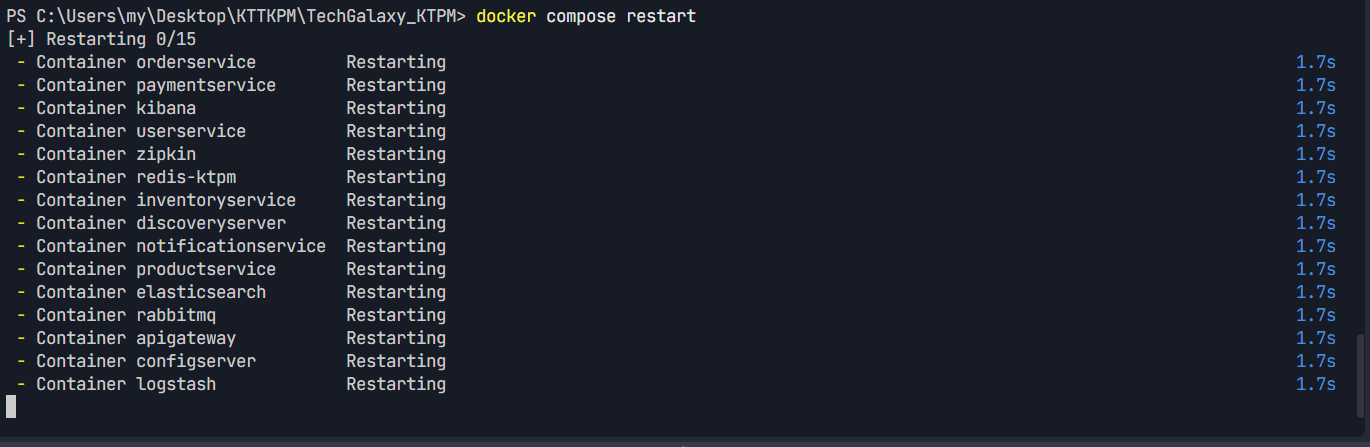 PS C:\Users\my\Desktop\KTTKPM\TechGalaxy_KTPM> docker compose restart
[+] Restarting 0/15
 - Container orderservice         Restarting 1.7s
 - Container paymentservice       Restarting 1.7s
 - Container kibana               Restarting 1.7s
 - Container userservice          Restarting 1.7s
 - Container zipkin               Restarting 1.7s
 - Container redis-ktpm           Restarting 1.7s
 - Container inventoryservice     Restarting 1.7s
 - Container discoveryserver      Restarting 1.7s
 - Container notificationservice  Restarting 1.7s
 - Container productservice       Restarting 1.7s
 - Container elasticsearch        Restarting 1.7s
 - Container rabbitmq             Restarting 1.7s
 - Container apigateway           Restarting 1.7s
 - Container configserver         Restarting 1.7s
 - Container logstash             Restarting 1.7s